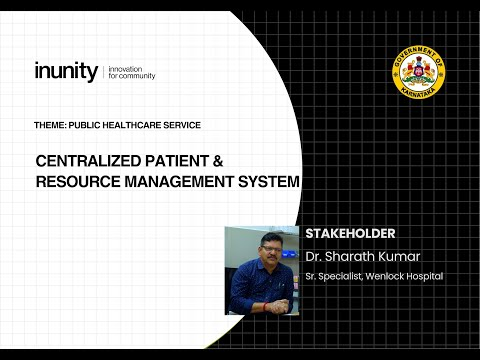 inunity
innovation
for community
GOVERNMENT OF
KARNATAKA
THEME: PUBLIC HEALTHCARE SERVICE
CENTRALIZED PATIENT &
RESOURCE MANAGEMENT SYSTEM
STAKEHOLDER
Dr. Sharath Kumar
Sr. Specialist, Wenlock Hospital